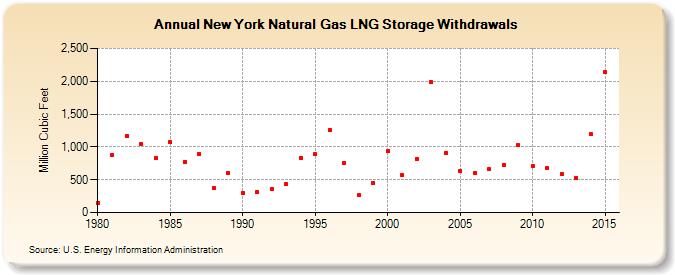 Annual New York Natural Gas LNG Storage Withdrawals
Million Cubic Feet
2,500
2,000
1,500
1,000
500
0
1980 1985 1990 1995 2000 2005 2010 2015
Source: U.S. Energy Information Administration